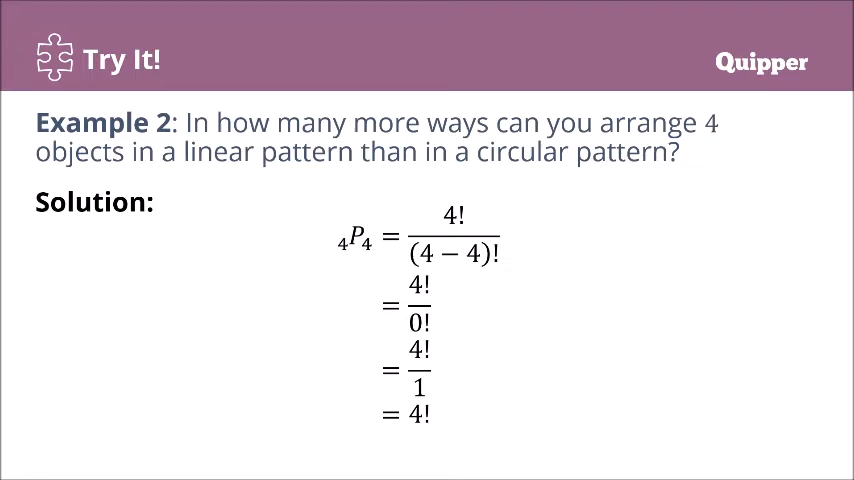 Try It!
Quipper
Example 2: In how many more ways can you arrange 4
objects in a linear pattern than in a circular pattern?
Solution:
₄P₄ = 4! / (4 − 4)!
= 4! / 0!
= 4! / 1
= 4!